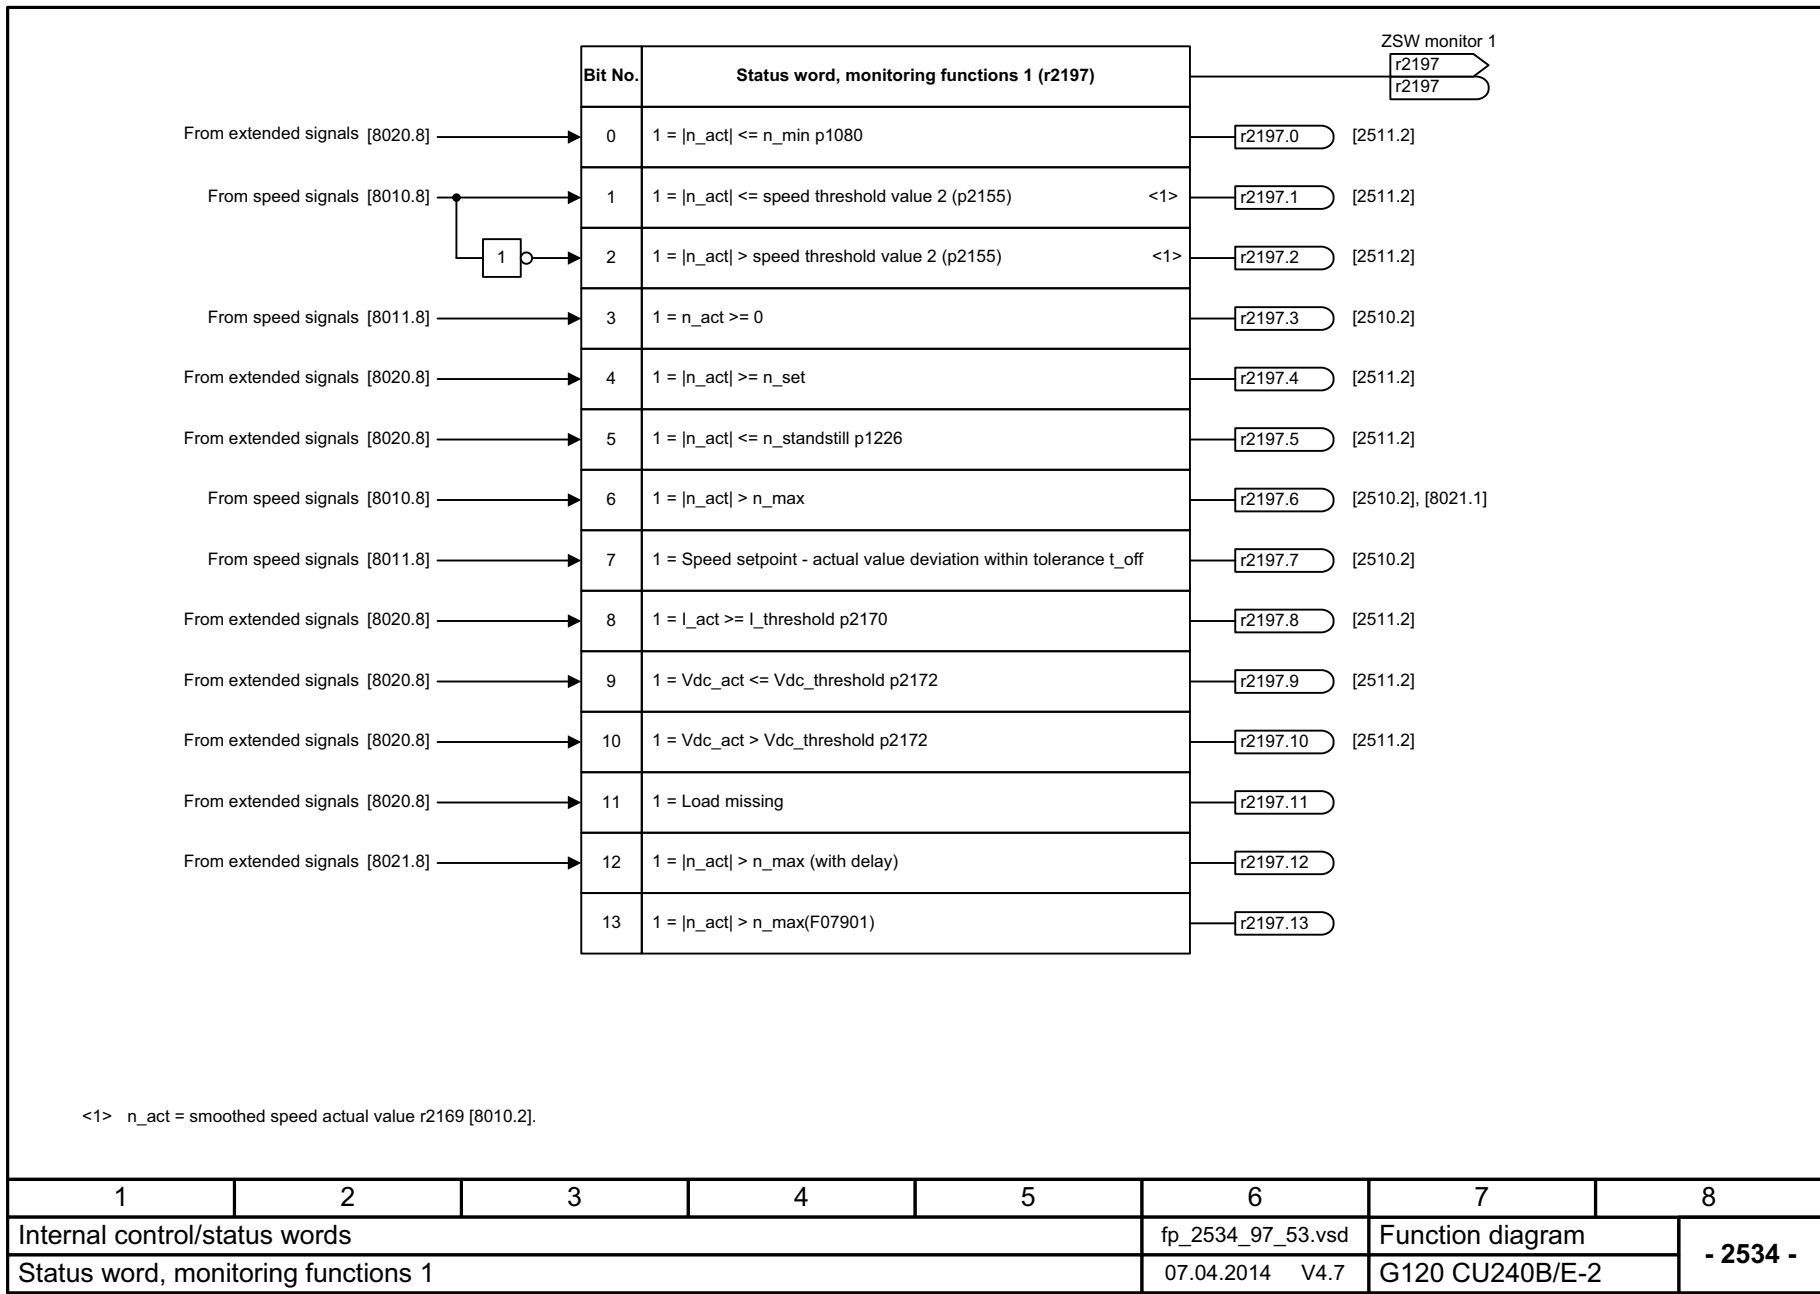 ZSW monitor 1
Bit No. Status word, monitoring functions 1 (r2197) r2197
r2197
From extended signals [8020.8] 0 1 = |n_act| <= n_min p1080 r2197.0 [2511.2]
From speed signals [8010.8] 1 1 = |n_act| <= speed threshold value 2 (p2155) <1> r2197.1 [2511.2]
1 2 1 = |n_act| > speed threshold value 2 (p2155) <1> r2197.2 [2511.2]
From speed signals [8011.8] 3 1 = n_act >= 0 r2197.3 [2510.2]
From extended signals [8020.8] 4 1 = |n_act| >= n_set r2197.4 [2511.2]
From extended signals [8020.8] 5 1 = |n_act| <= n_standstill p1226 r2197.5 [2511.2]
From speed signals [8010.8] 6 1 = |n_act| > n_max r2197.6 [2510.2], [8021.1]
From speed signals [8011.8] 7 1 = Speed setpoint - actual value deviation within tolerance t_off r2197.7 [2510.2]
From extended signals [8020.8] 8 1 = I_act >= I_threshold p2170 r2197.8 [2511.2]
From extended signals [8020.8] 9 1 = Vdc_act <= Vdc_threshold p2172 r2197.9 [2511.2]
From extended signals [8020.8] 10 1 = Vdc_act > Vdc_threshold p2172 r2197.10 [2511.2]
From extended signals [8020.8] 11 1 = Load missing r2197.11
From extended signals [8021.8] 12 1 = |n_act| > n_max (with delay) r2197.12
13 1 = |n_act| > n_max(F07901) r2197.13
<1> n_act = smoothed speed actual value r2169 [8010.2].
1 2 3 4 5 6 7 8
Internal control/status words fp_2534_97_53.vsd Function diagram - 2534 -
Status word, monitoring functions 1 07.04.2014 V4.7 G120 CU240B/E-2